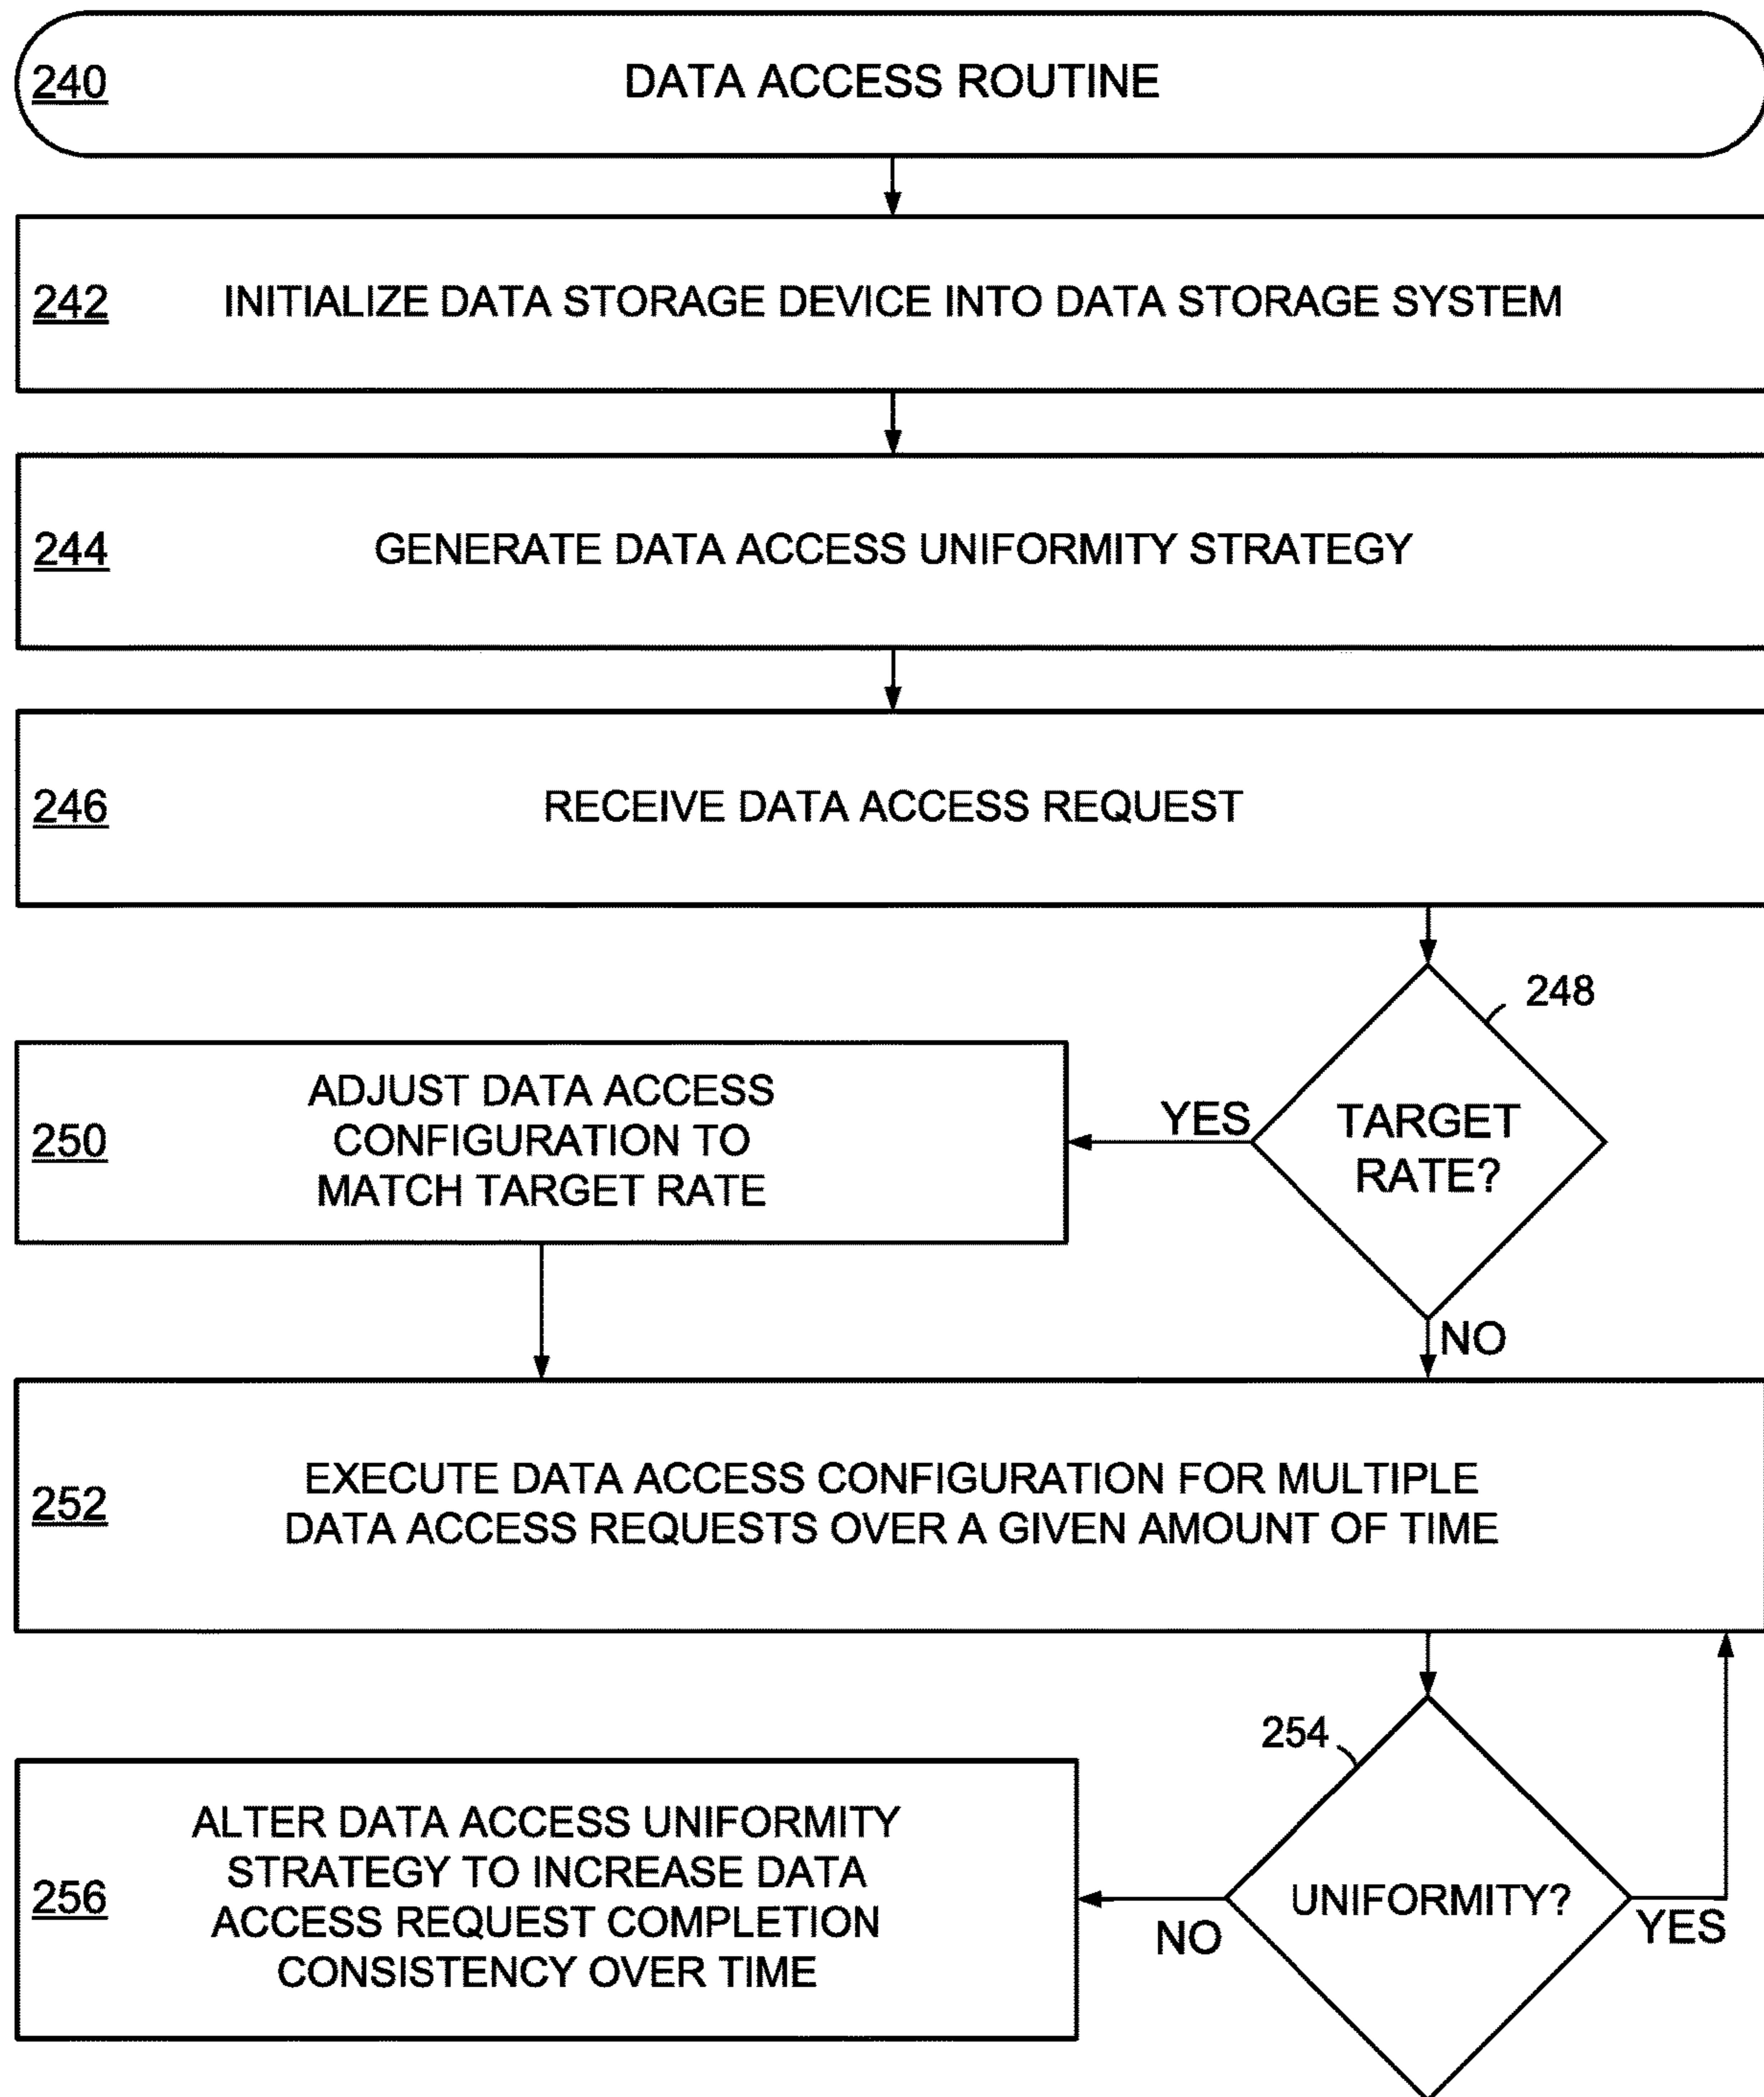 240
DATA ACCESS ROUTINE
242
INITIALIZE DATA STORAGE DEVICE INTO DATA STORAGE SYSTEM
244
GENERATE DATA ACCESS UNIFORMITY STRATEGY
246
RECEIVE DATA ACCESS REQUEST
248
TARGET
RATE?
YES
NO
250
ADJUST DATA ACCESS
CONFIGURATION TO
MATCH TARGET RATE
252
EXECUTE DATA ACCESS CONFIGURATION FOR MULTIPLE
DATA ACCESS REQUESTS OVER A GIVEN AMOUNT OF TIME
254
UNIFORMITY?
NO
YES
256
ALTER DATA ACCESS UNIFORMITY
STRATEGY TO INCREASE DATA
ACCESS REQUEST COMPLETION
CONSISTENCY OVER TIME